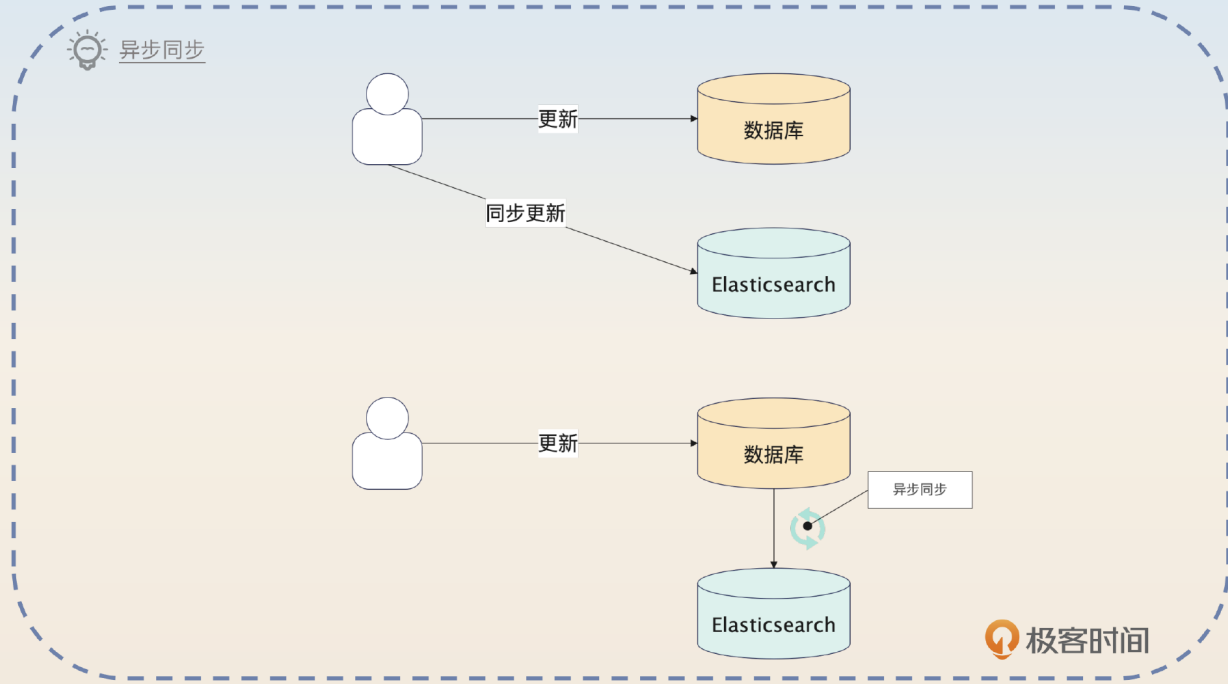 异步同步
更新
数据库
同步更新
Elasticsearch
更新
数据库
异步同步
Elasticsearch
极客时间